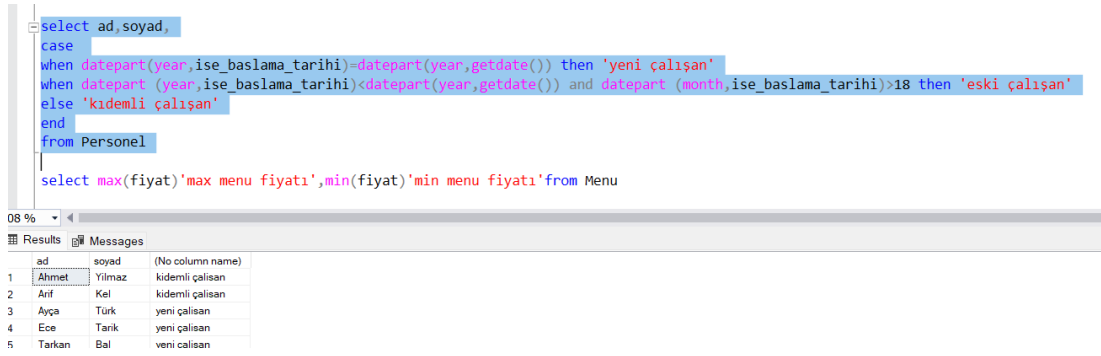 select ad,soyad,
case
when datepart(year,ise_baslama_tarihi)=datepart(year,getdate()) then 'yeni çalışan'
when datepart (year,ise_baslama_tarihi)<datepart(year,getdate()) and datepart (month,ise_baslama_tarihi)>18 then 'eski çalışan'
else 'kıdemli çalışan'
end
from Personel
select max(fiyat)'max menu fiyatı',min(fiyat)'min menu fiyatı'from Menu
08 %
Results Messages
ad soyad (No column name)
1 Ahmet Yilmaz kidemli çalisan
2 Arif Kel kidemli çalisan
3 Ayça Türk yeni çalisan
4 Ece Tarik yeni çalisan
5 Tarkan Bal yeni çalisan